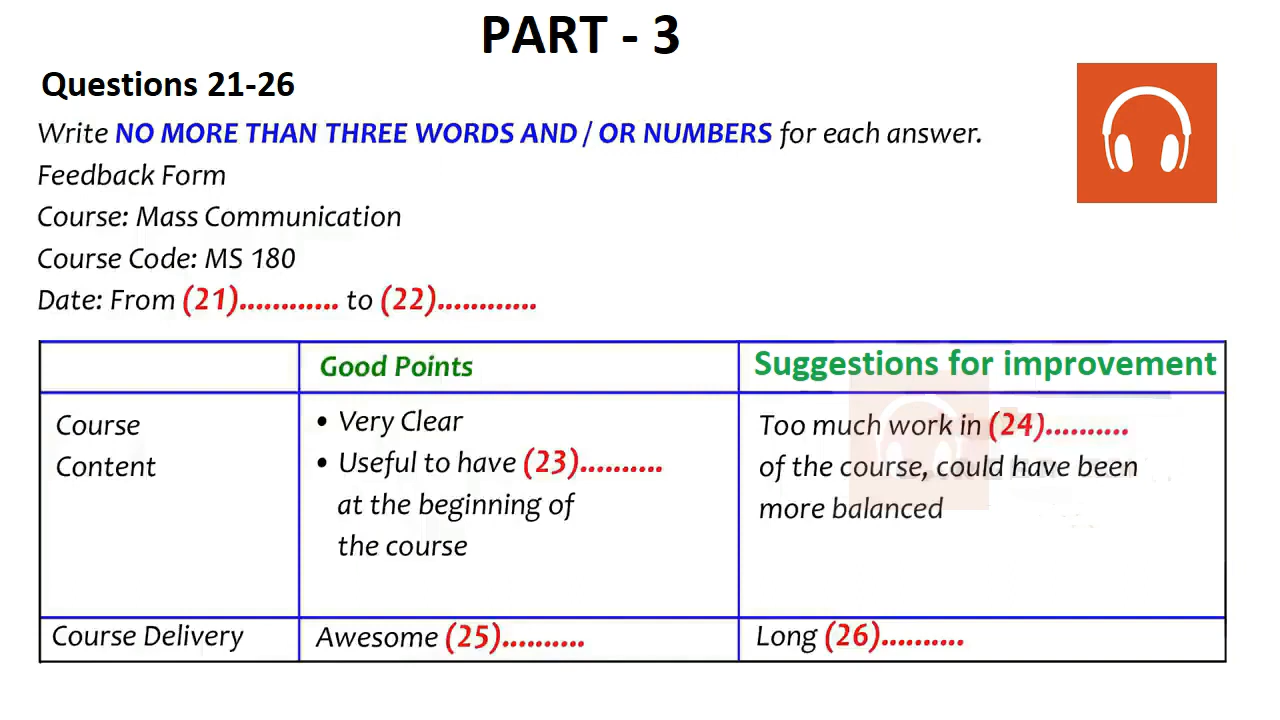 PART - 3
Questions 21-26
Write NO MORE THAN THREE WORDS AND / OR NUMBERS for each answer.
Feedback Form
Course: Mass Communication
Course Code: MS 180
Date: From (21)............ to (22)............
Good Points
Suggestions for improvement
Course
Content
• Very Clear
• Useful to have (23)..........
at the beginning of
the course
Too much work in (24)..........
of the course, could have been
more balanced
Course Delivery
Awesome (25)..........
Long (26)..........